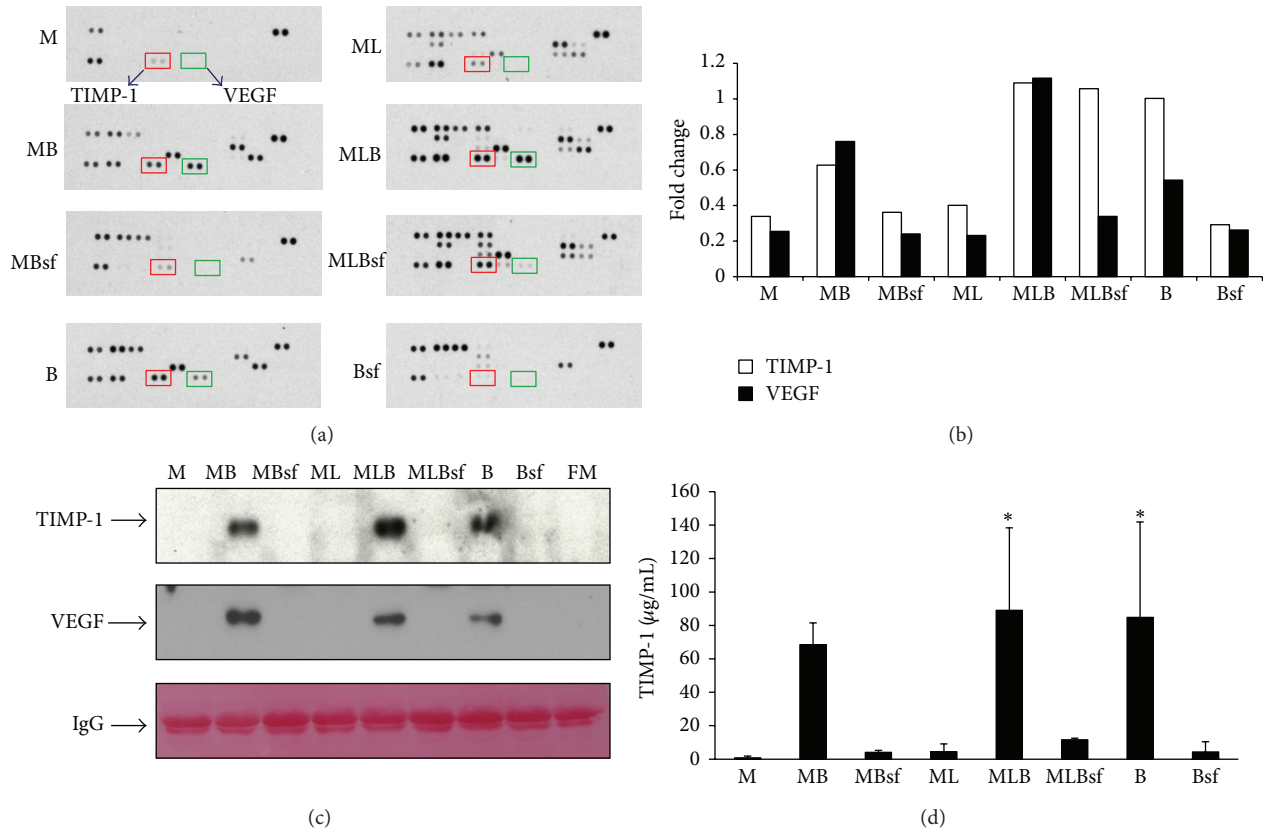 M
TIMP-1 VEGF
ML
MB
MLB
MBsf
MLBsf
B
Bsf
(a)
Fold change
1.2
1
0.8
0.6
0.4
0.2
0
M MB MBsf ML MLB MLBsf B Bsf
TIMP-1
VEGF
(b)
M MB MBsf ML MLB MLBsf B Bsf FM
TIMP-1
VEGF
IgG
(c)
TIMP-1 (μg/mL)
160
140
120
100
80
60
40
20
0
* *
M MB MBsf ML MLB MLBsf B Bsf
(d)